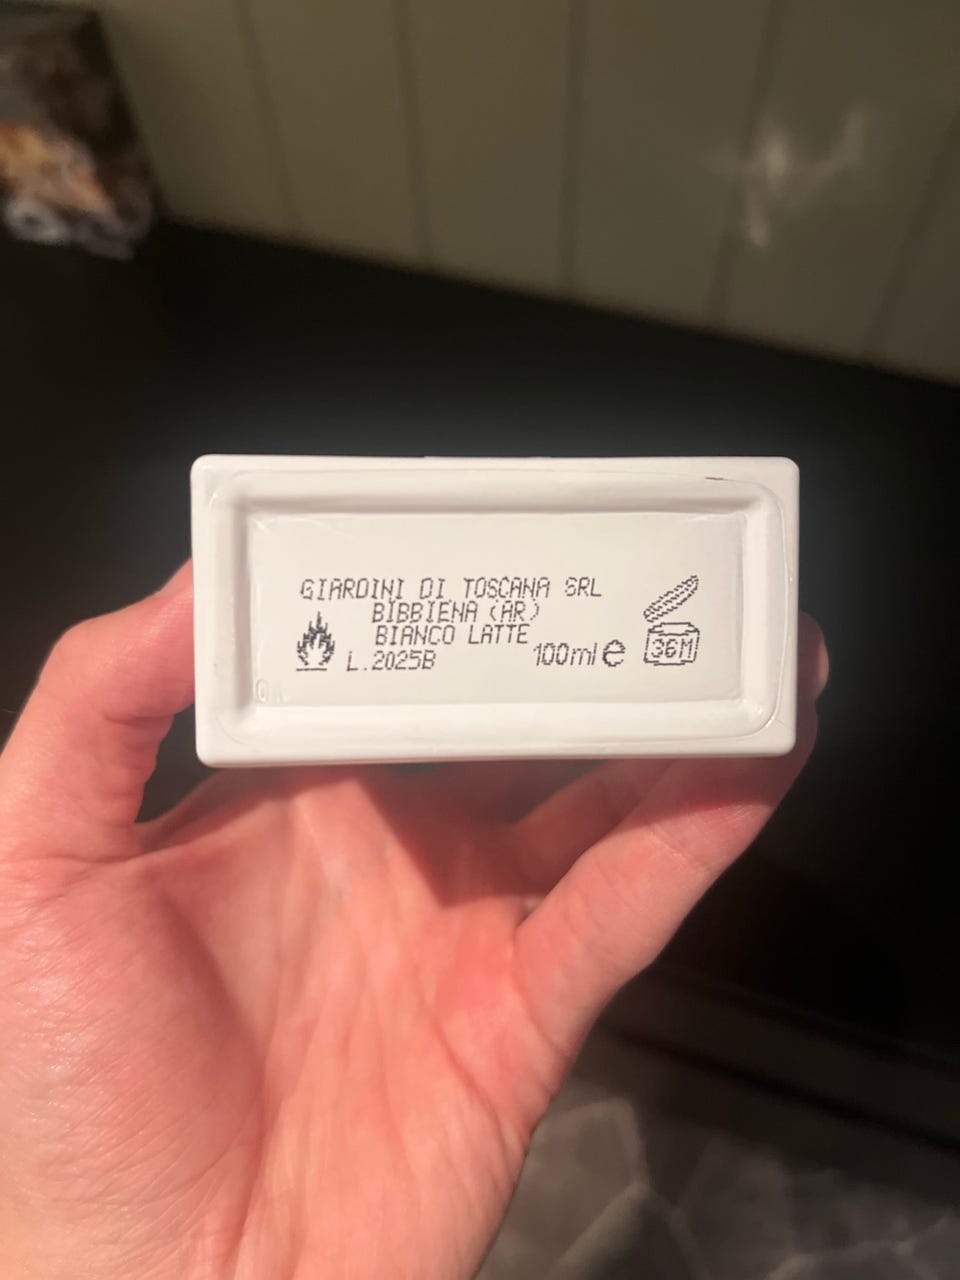 GIARDINI DI TOSCANA SRL
BIBBIENA (AR)
BIANCO LATTE
L.2025B
100ml e
36M